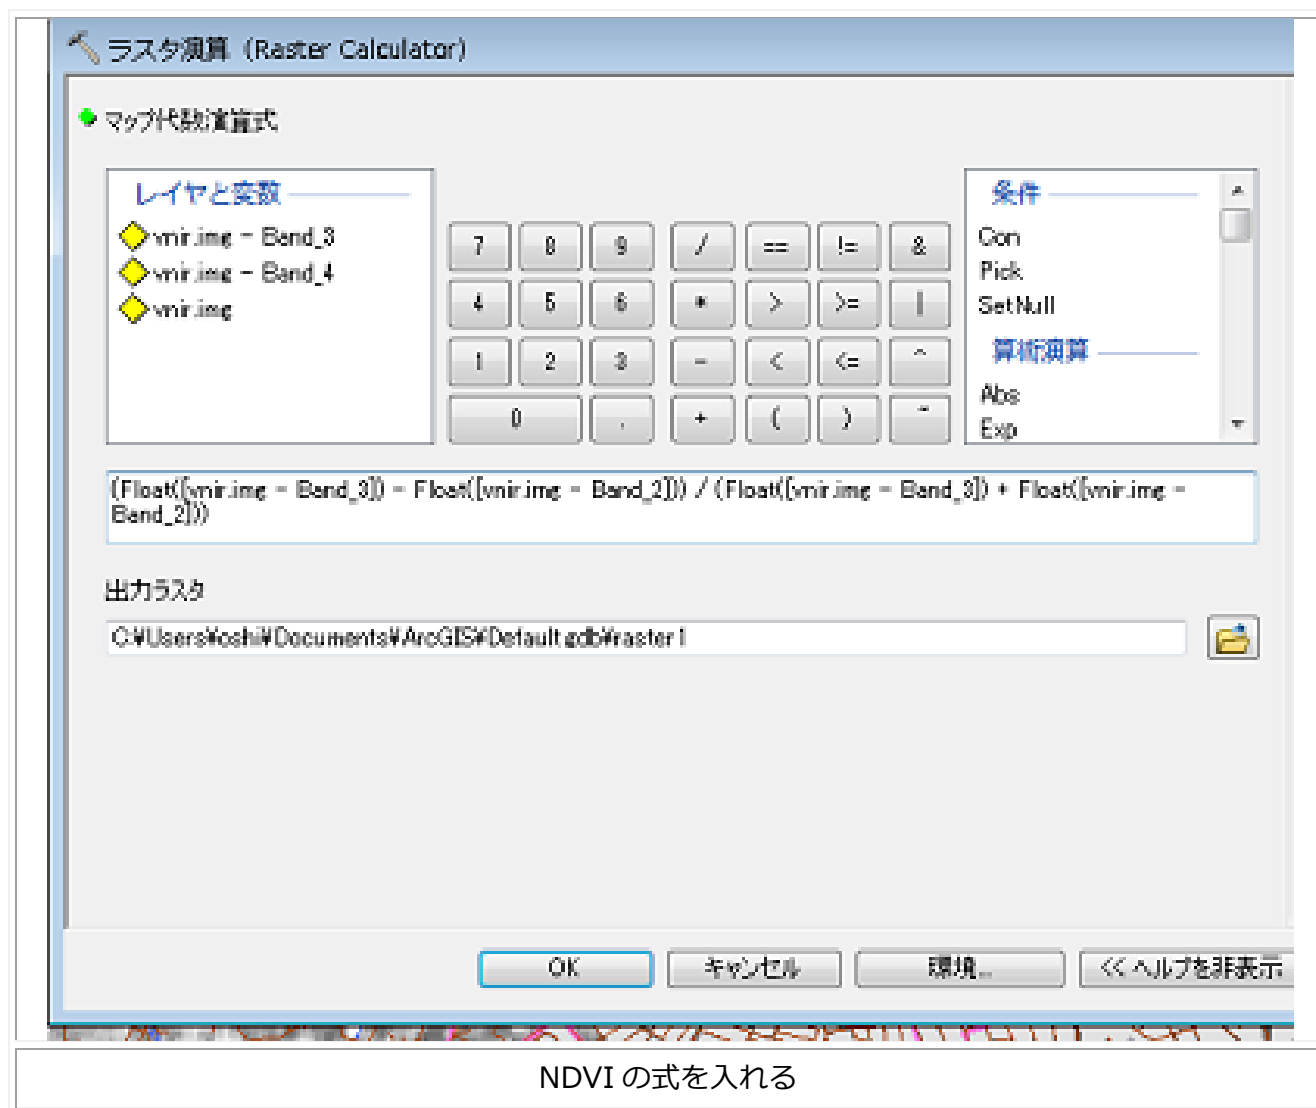 ラスタ演算（Raster Calculator）
マップ代数演算式
レイヤと変数
vnir.img - Band_3
vnir.img - Band_4
vnir.img
7 8 9 / == != &
4 5 6 * > >= |
1 2 3 - < <= ^
0 . + ( ) ~
条件
Con
Pick
SetNull
算術演算
Abs
Exp
(Float([vnir.img - Band_3]) - Float([vnir.img - Band_2])) / (Float([vnir.img - Band_3]) + Float([vnir.img -
Band_2]))
出力ラスタ
C:¥Users¥oshi¥Documents¥ArcGIS¥Default.gdb¥raster1
OK キャンセル 環境... << ヘルプを非表示
NDVI の式を入れる